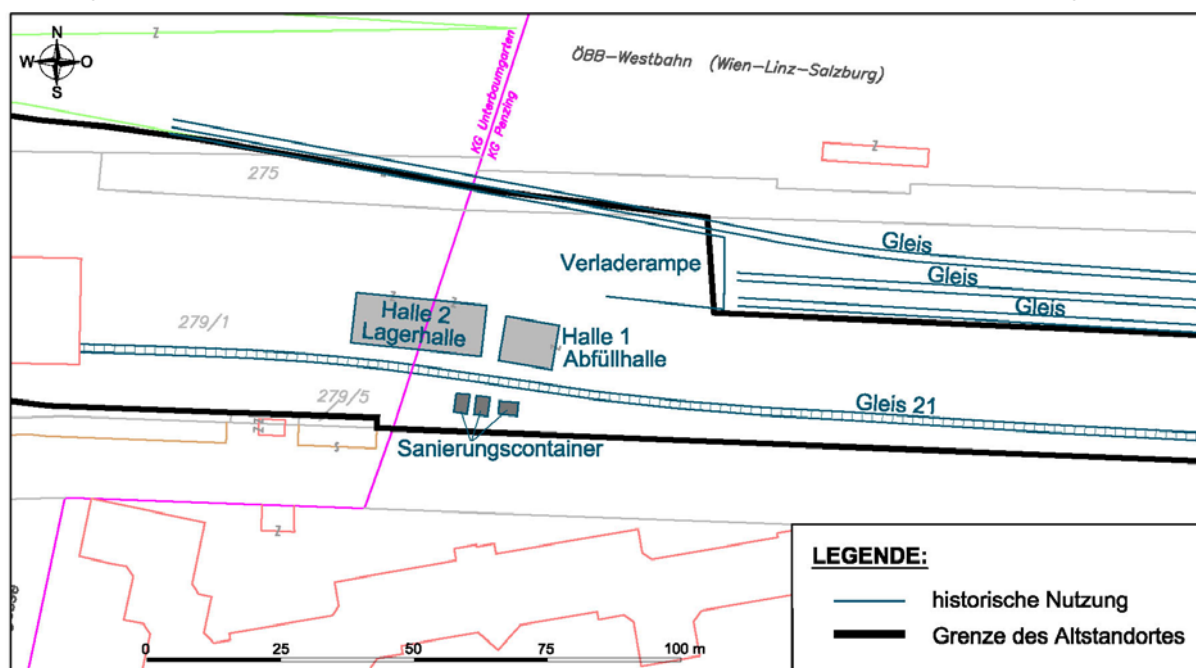 N
W O
S
Z
KG Unterbaumgarten
KG Penzing
ÖBB-Westbahn (Wien-Linz-Salzburg)
Z
275
Gleis
Verladerampe
Gleis
Gleis
Halle 2
Lagerhalle
Halle 1
Abfüllhalle
279/1
279/5
Gleis 21
Sanierungscontainer
S
Z
LEGENDE:
historische Nutzung
Grenze des Altstandortes
0 25 50 75 100 m